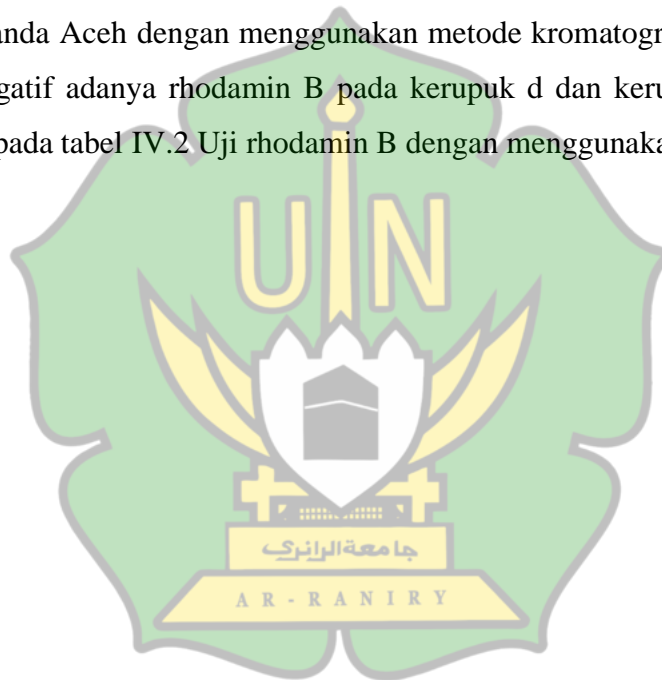 anda Aceh dengan menggunakan metode kromatogr
gatif adanya rhodamin B pada kerupuk d dan keru
pada tabel IV.2 Uji rhodamin B dengan menggunaka
UIN
جامعة الرانري
AR-RANIRY